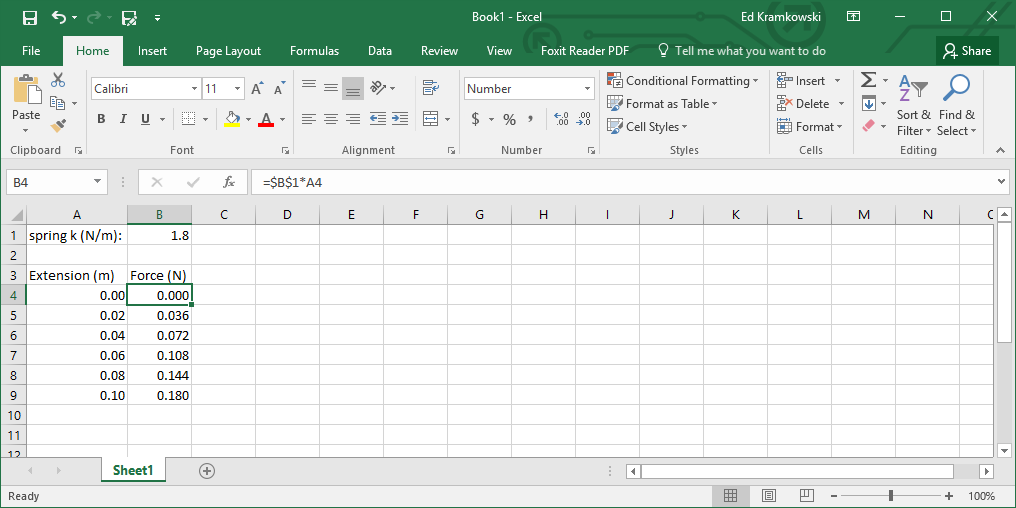 Book1 - Excel
Ed Kramkowski
File Home Insert Page Layout Formulas Data Review View Foxit Reader PDF Tell me what you want to do Share
Paste
Calibri 11
B I U A
Number
$ % ,
Conditional Formatting
Format as Table
Cell Styles
Insert
Delete
Format
Sort & Filter
Find & Select
Clipboard Font Alignment Number Styles Cells Editing
B4 fx =$B$1*A4
A B C D E F G H I J K L M N
1 spring k (N/m): 1.8
2
3 Extension (m) Force (N)
4 0.00 0.000
5 0.02 0.036
6 0.04 0.072
7 0.06 0.108
8 0.08 0.144
9 0.10 0.180
10
11
12
Sheet1
Ready 100%